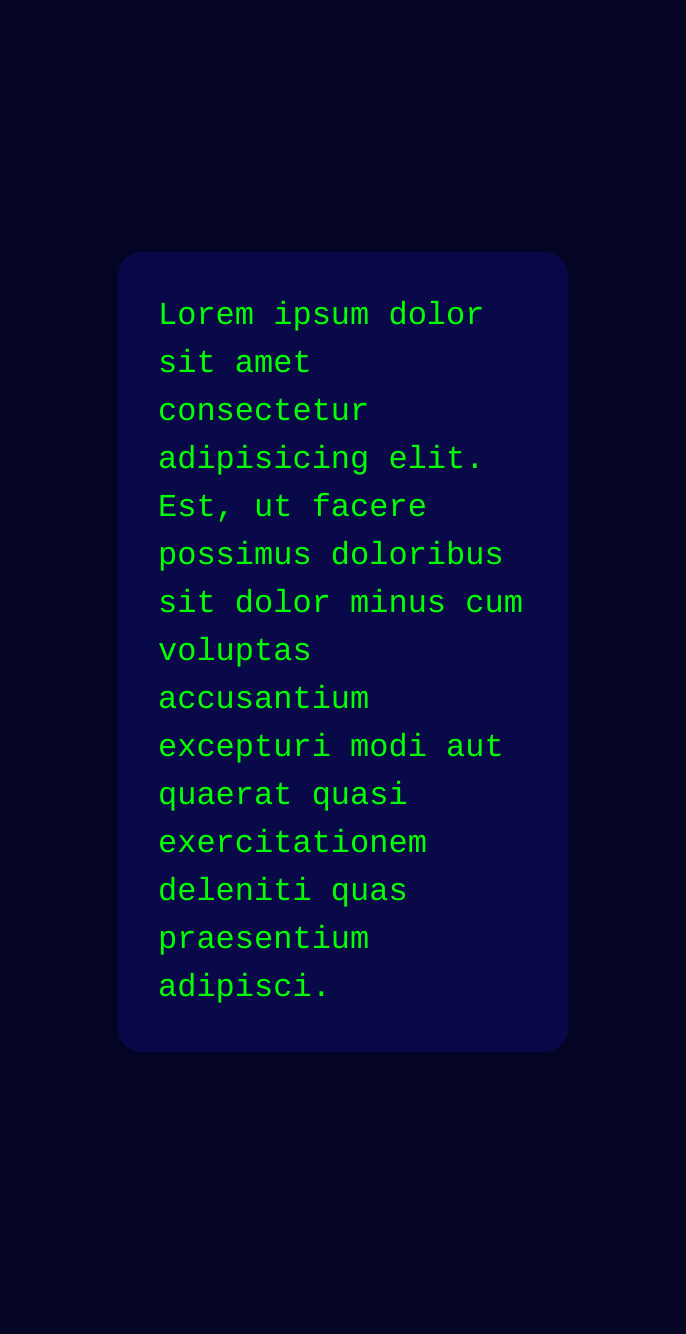 Lorem ipsum dolor
sit amet
consectetur
adipisicing elit.
Est, ut facere
possimus doloribus
sit dolor minus cum
voluptas
accusantium
excepturi modi aut
quaerat quasi
exercitationem
deleniti quas
praesentium
adipisci.